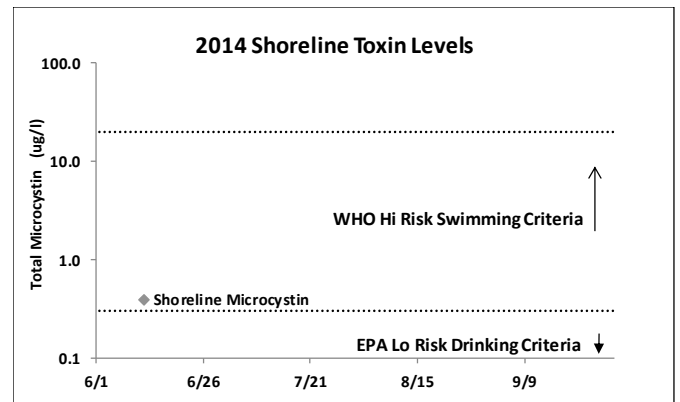 2014 Shoreline Toxin Levels
Total Microcystin (ug/l)
100.0
10.0
WHO Hi Risk Swimming Criteria
1.0
Shoreline Microcystin
EPA Lo Risk Drinking Criteria
0.1
6/1 6/26 7/21 8/15 9/9